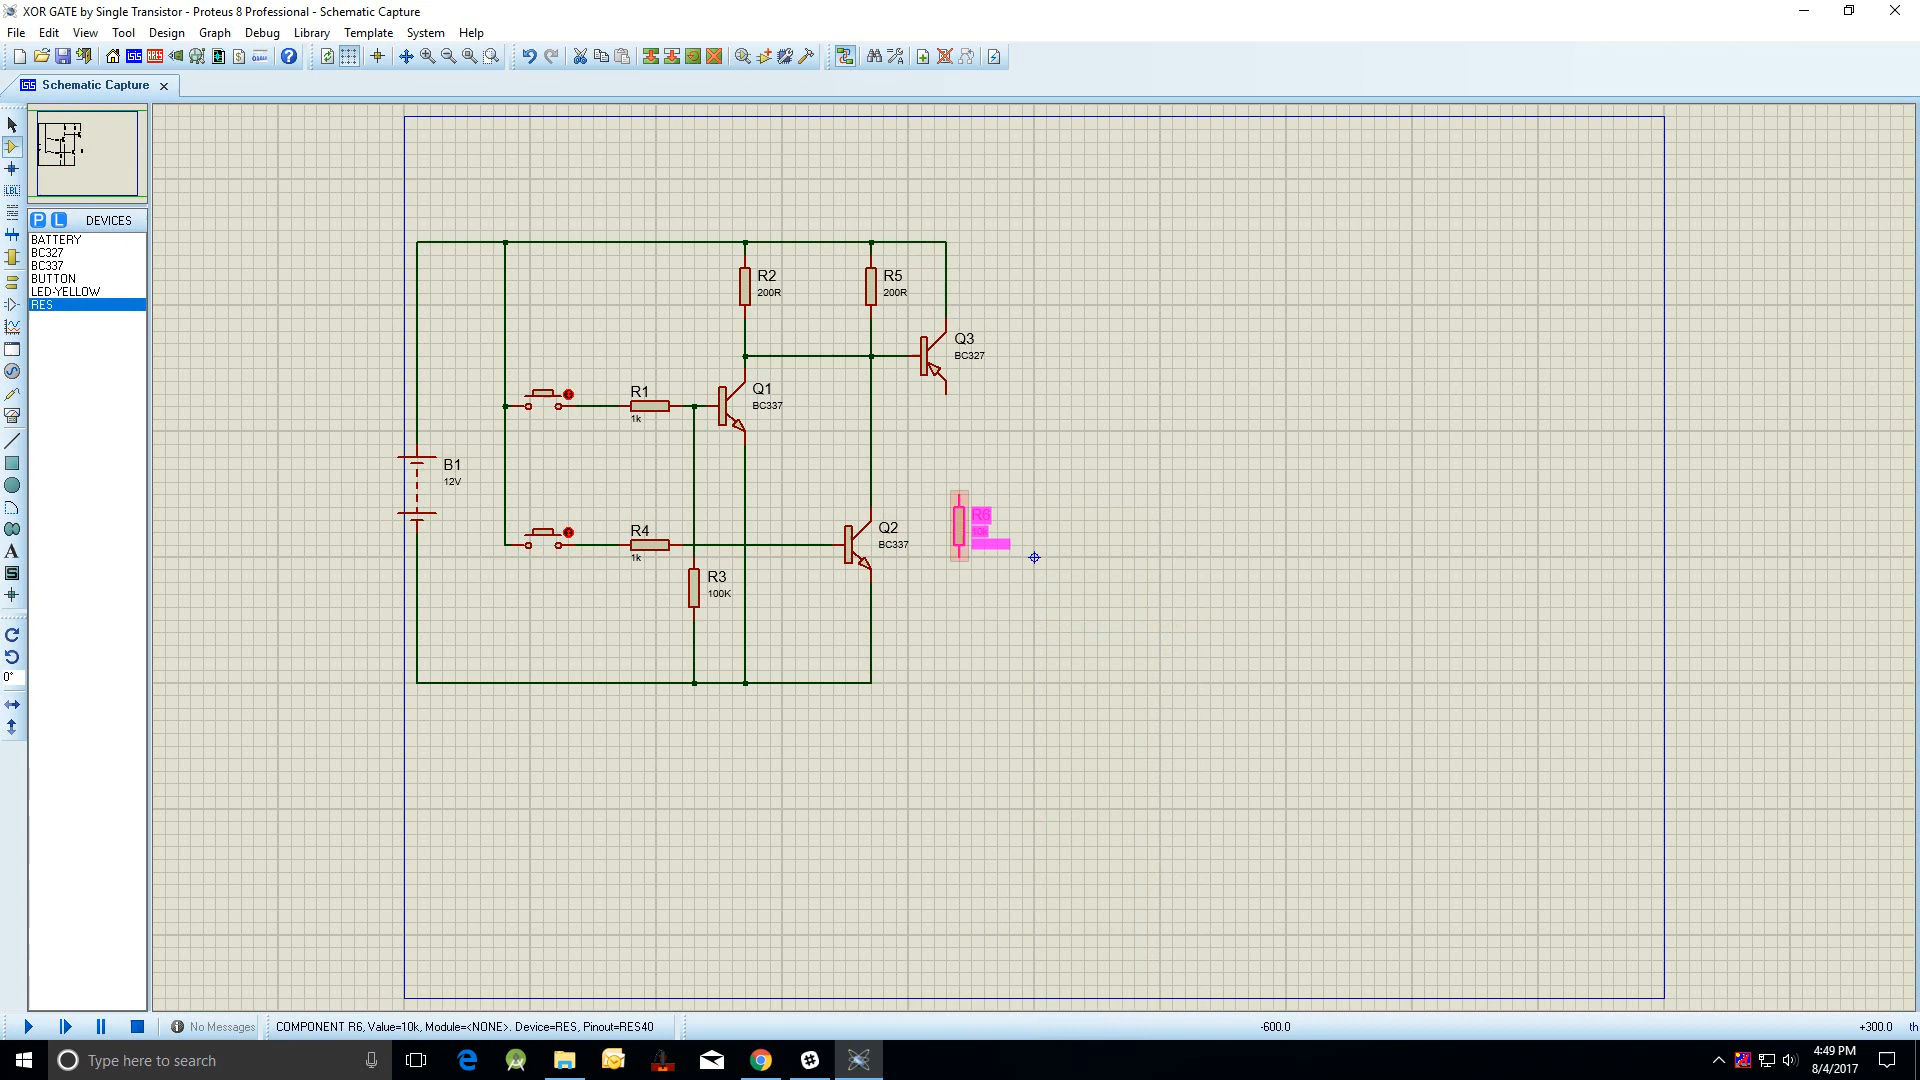 XOR GATE by Single Transistor - Proteus 8 Professional - Schematic Capture
File Edit View Tool Design Graph Debug Library Template System Help
Schematic Capture
P L DEVICES
BATTERY
BC327
BC337
BUTTON
LED-YELLOW
RES
LBL
A
S
0°
R2
200R
R5
200R
Q3
BC327
R1
1k
Q1
BC337
B1
12V
R4
1k
Q2
BC337
R6
10k
R3
100K
No Messages
COMPONENT R6, Value=10k, Module=<NONE>. Device=RES, Pinout=RES40
-600.0
+300.0 th
Type here to search
4:49 PM
8/4/2017